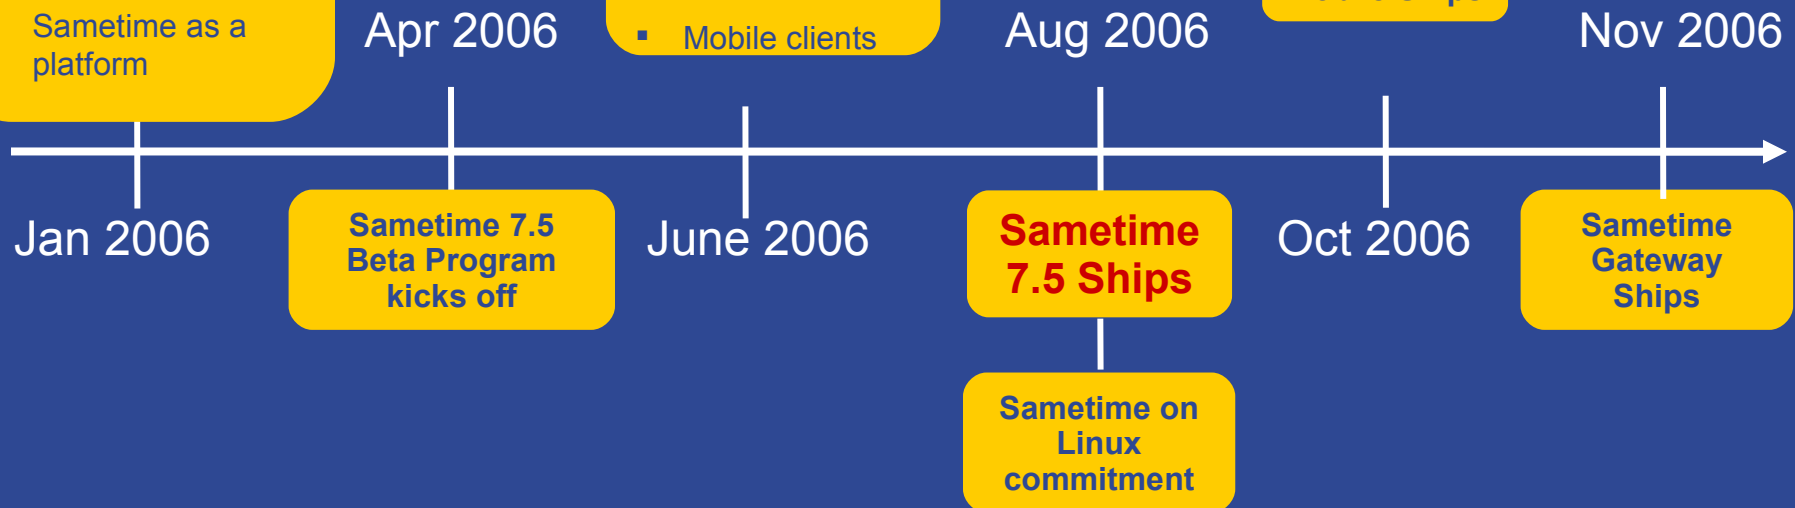 Sametime as a
platform
Apr 2006
▪ Mobile clients
Aug 2006
Nov 2006
Jan 2006
Sametime 7.5
Beta Program
kicks off
June 2006
Sametime
7.5 Ships
Oct 2006
Sametime
Gateway
Ships
Sametime on
Linux
commitment